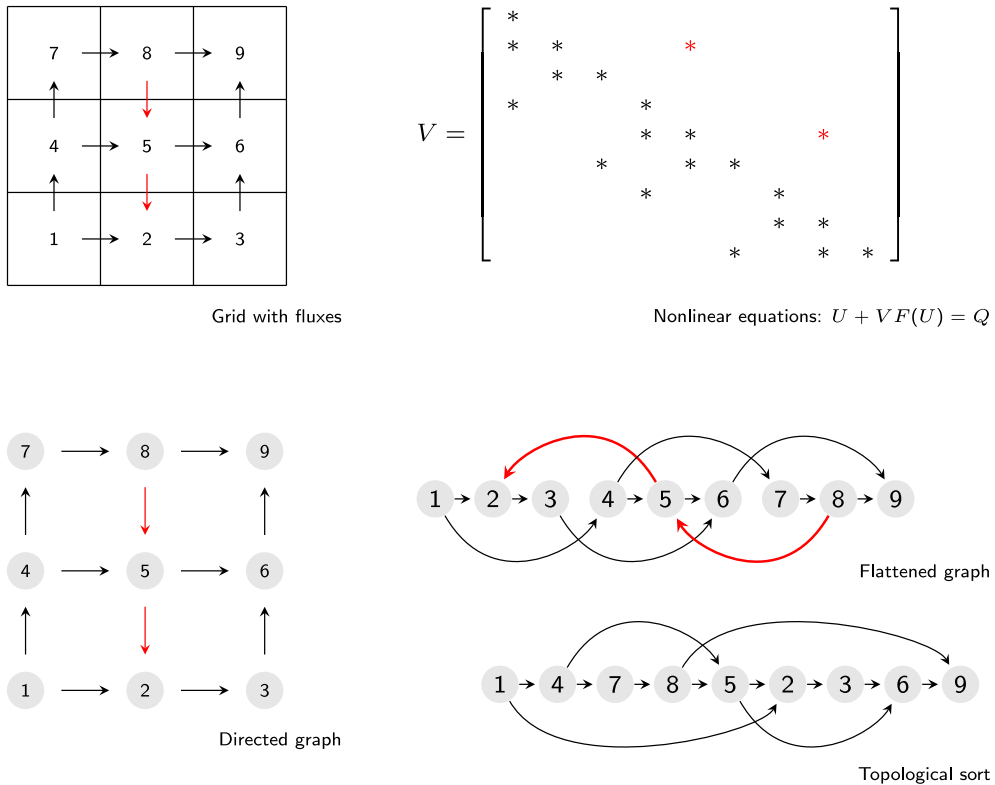 7 8 9
4 5 6
1 2 3
Grid with fluxes
*
* * *
* *
* *
V = * * *
* * *
* *
* *
* * *
Nonlinear equations: U + V F(U) = Q
7 8 9
4 5 6
1 2 3
Directed graph
1 2 3 4 5 6 7 8 9
Flattened graph
1 4 7 8 5 2 3 6 9
Topological sort